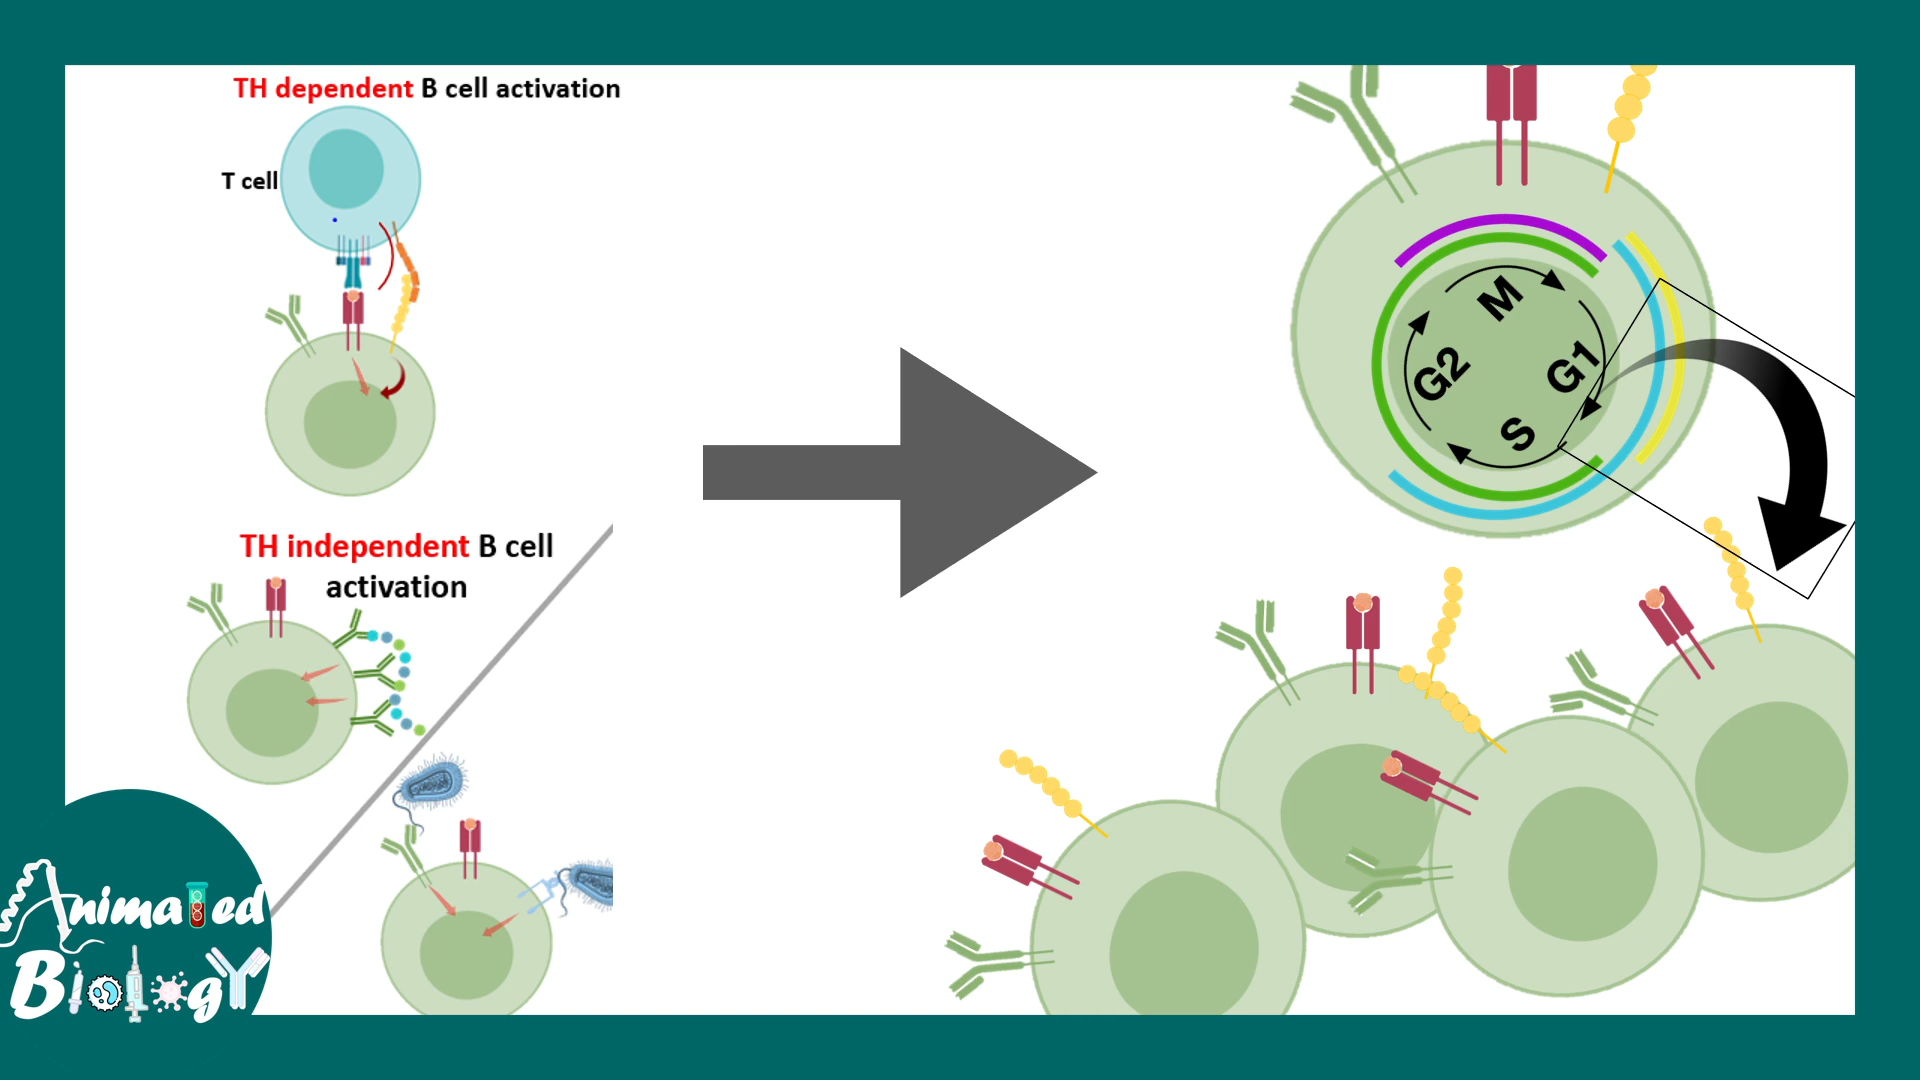 TH dependent B cell activation
T cell
TH independent B cell
activation
M
G1
S
G2
Animated
Biology